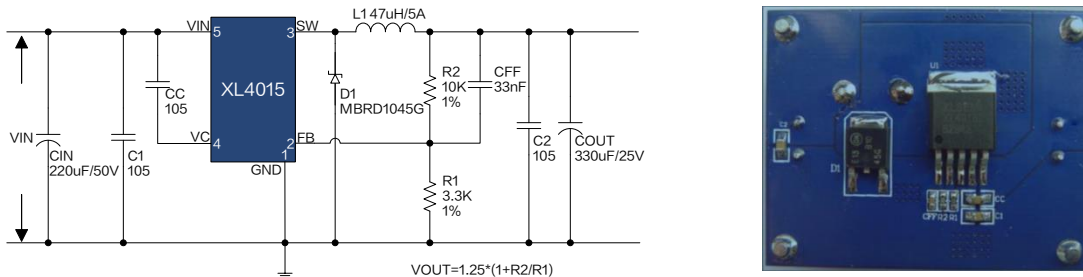 L1 47uH/5A
VIN
5
3
SW
CC
105
XL4015
D1
MBRD1045G
R2
10K
1%
CFF
33nF
VIN
CIN
220uF/50V
C1
105
VC
4
2
FB
1
GND
R1
3.3K
1%
C2
105
COUT
330uF/25V
VOUT=1.25*(1+R2/R1)
U1
C2
D1
CFF R2 R1
CC
C1